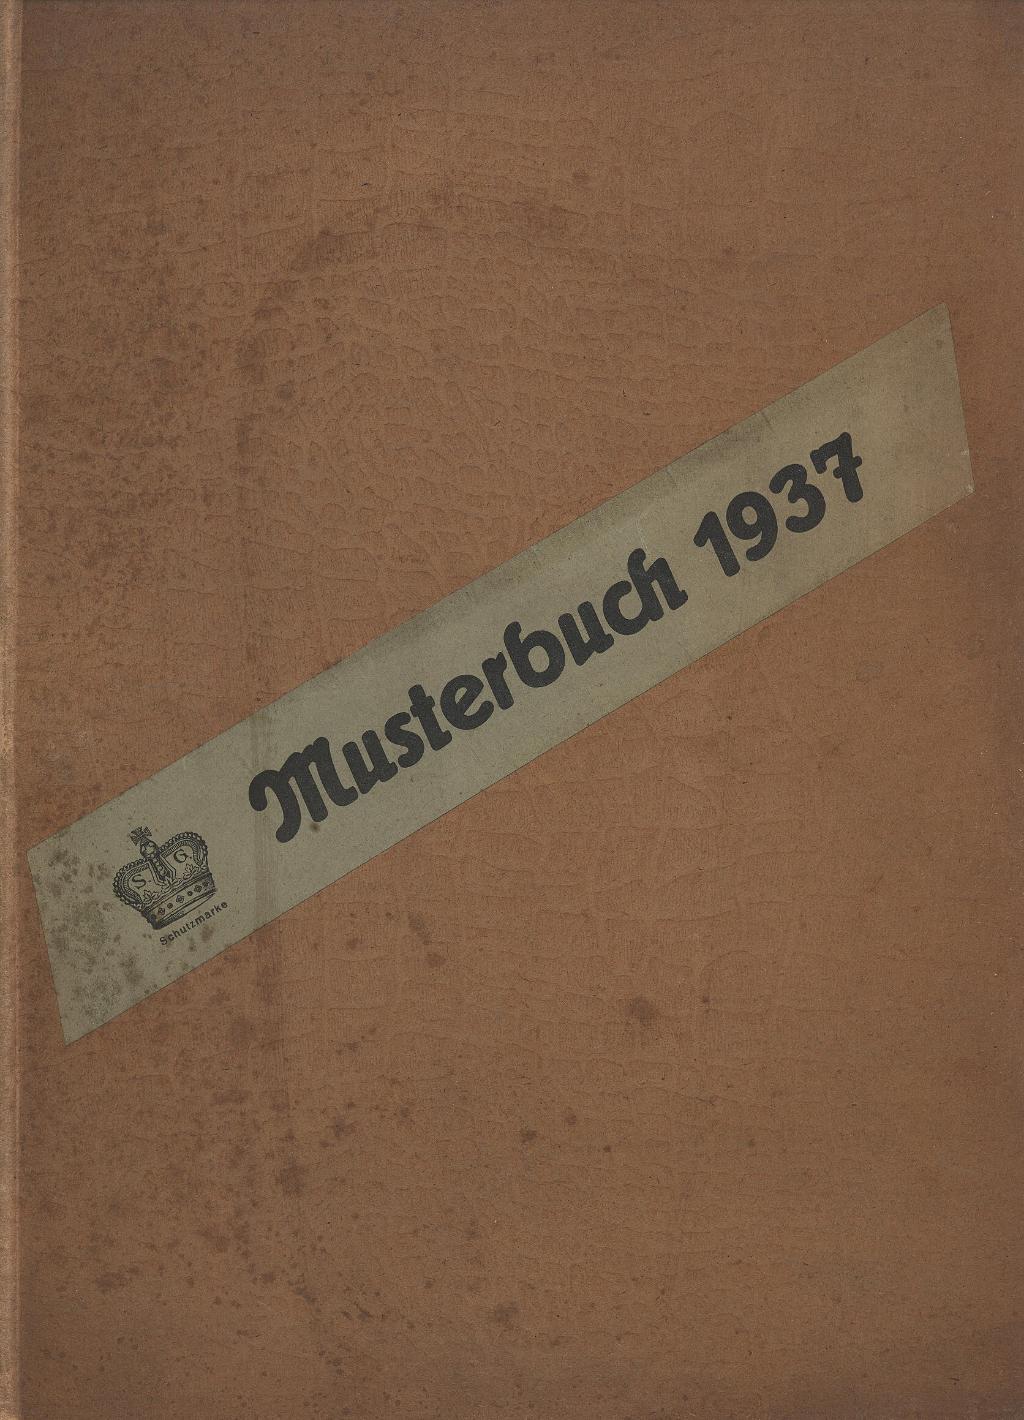 Musterbuch 1937
S. G.
Schutzmarke